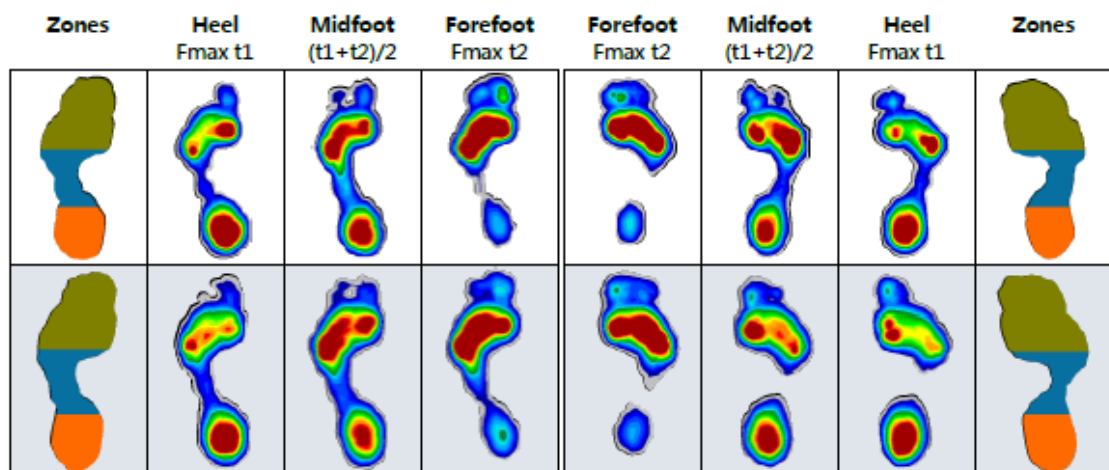 Zones Heel Midfoot Forefoot Forefoot Midfoot Heel Zones
Fmax t1 (t1+t2)/2 Fmax t2 Fmax t2 (t1+t2)/2 Fmax t1